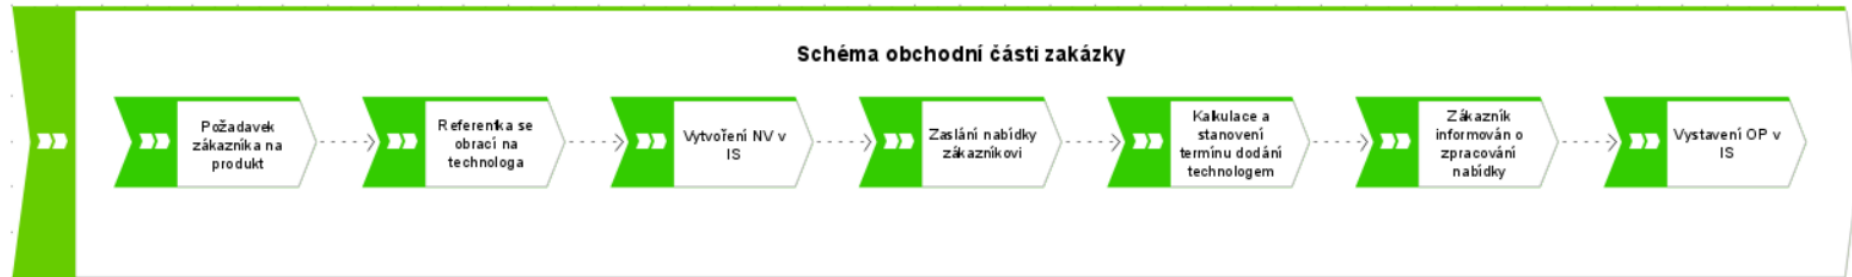 Schéma obchodní části zakázky
Požadavek
zákazníka na
produkt
Referentka se
obrací na
technologa
Vytvoření NV v
IS
Zaslání nabídky
zákazníkovi
Kalkulace a
stanovení
termínu dodání
technologem
Zákazník
informován o
zpracování
nabídky
Vystavení OP v
IS